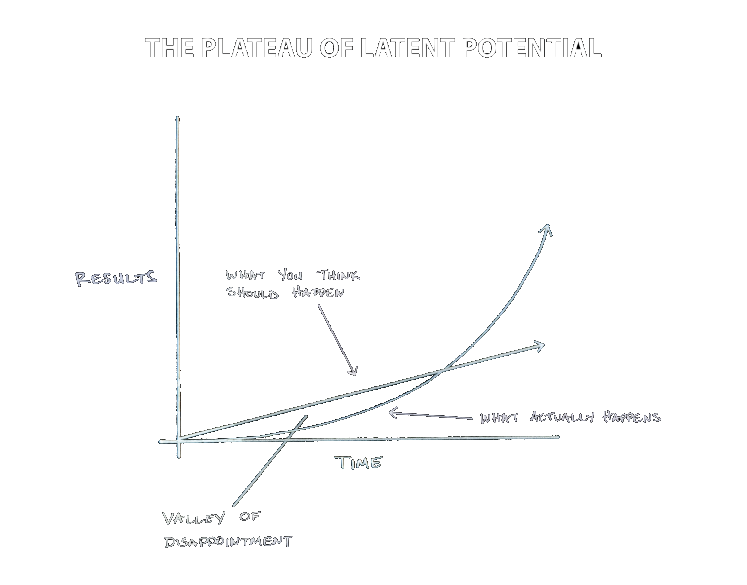 THE PLATEAU OF LATENT POTENTIAL
RESULTS
WHAT YOU THINK
SHOULD HAPPEN
WHAT ACTUALLY HAPPENS
TIME
VALLEY OF
DISAPPOINTMENT